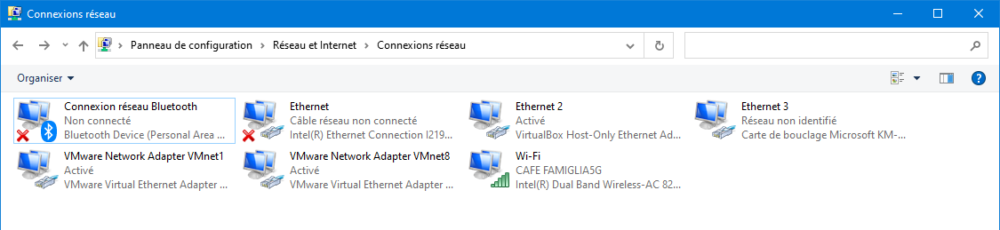 Connexions réseau
Panneau de configuration > Réseau et Internet > Connexions réseau
Organiser
Connexion réseau Bluetooth
Non connecté
Bluetooth Device (Personal Area ...
Ethernet
Câble réseau non connecté
Intel(R) Ethernet Connection I219...
Ethernet 2
Activé
VirtualBox Host-Only Ethernet Ad...
Ethernet 3
Réseau non identifié
Carte de bouclage Microsoft KM-...
VMware Network Adapter VMnet1
Activé
VMware Virtual Ethernet Adapter ...
VMware Network Adapter VMnet8
Activé
VMware Virtual Ethernet Adapter ...
Wi-Fi
CAFE FAMIGLIA5G
Intel(R) Dual Band Wireless-AC 82...